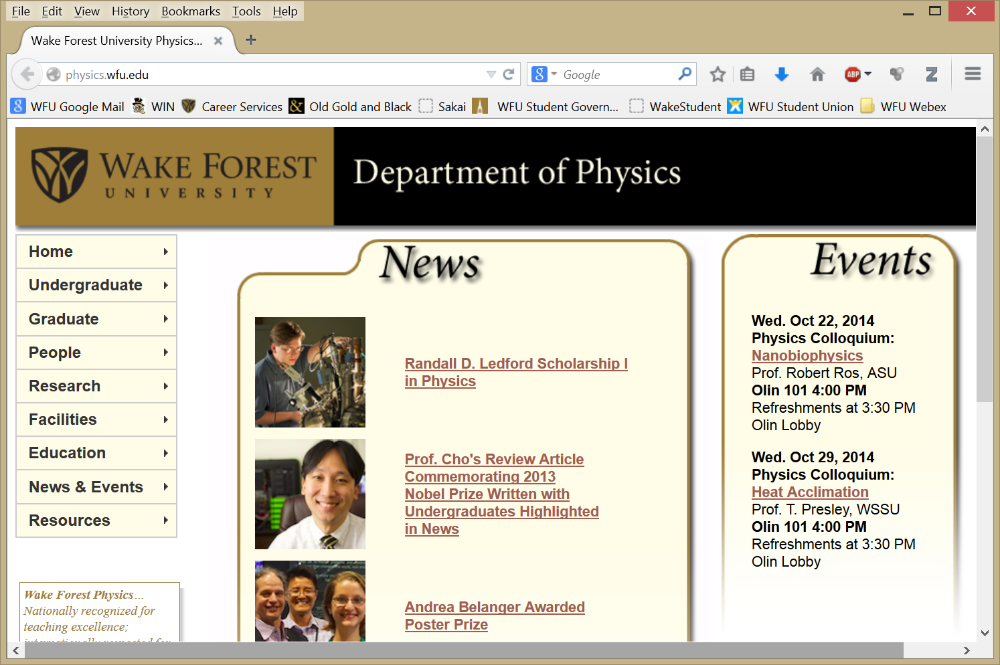 File Edit View History Bookmarks Tools Help
Wake Forest University Physics...
physics.wfu.edu
Google
ABP
Z
WFU Google Mail WIN Career Services Old Gold and Black Sakai WFU Student Govern... WakeStudent WFU Student Union WFU Webex
WAKE FOREST
UNIVERSITY
Department of Physics
Home
Undergraduate
Graduate
People
Research
Facilities
Education
News & Events
Resources
Wake Forest Physics...
Nationally recognized for
teaching excellence;
internationally respected for
News
Randall D. Ledford Scholarship I
in Physics
Prof. Cho's Review Article
Commemorating 2013
Nobel Prize Written with
Undergraduates Highlighted
in News
Andrea Belanger Awarded
Poster Prize
Events
Wed. Oct 22, 2014
Physics Colloquium:
Nanobiophysics
Prof. Robert Ros, ASU
Olin 101 4:00 PM
Refreshments at 3:30 PM
Olin Lobby
Wed. Oct 29, 2014
Physics Colloquium:
Heat Acclimation
Prof. T. Presley, WSSU
Olin 101 4:00 PM
Refreshments at 3:30 PM
Olin Lobby